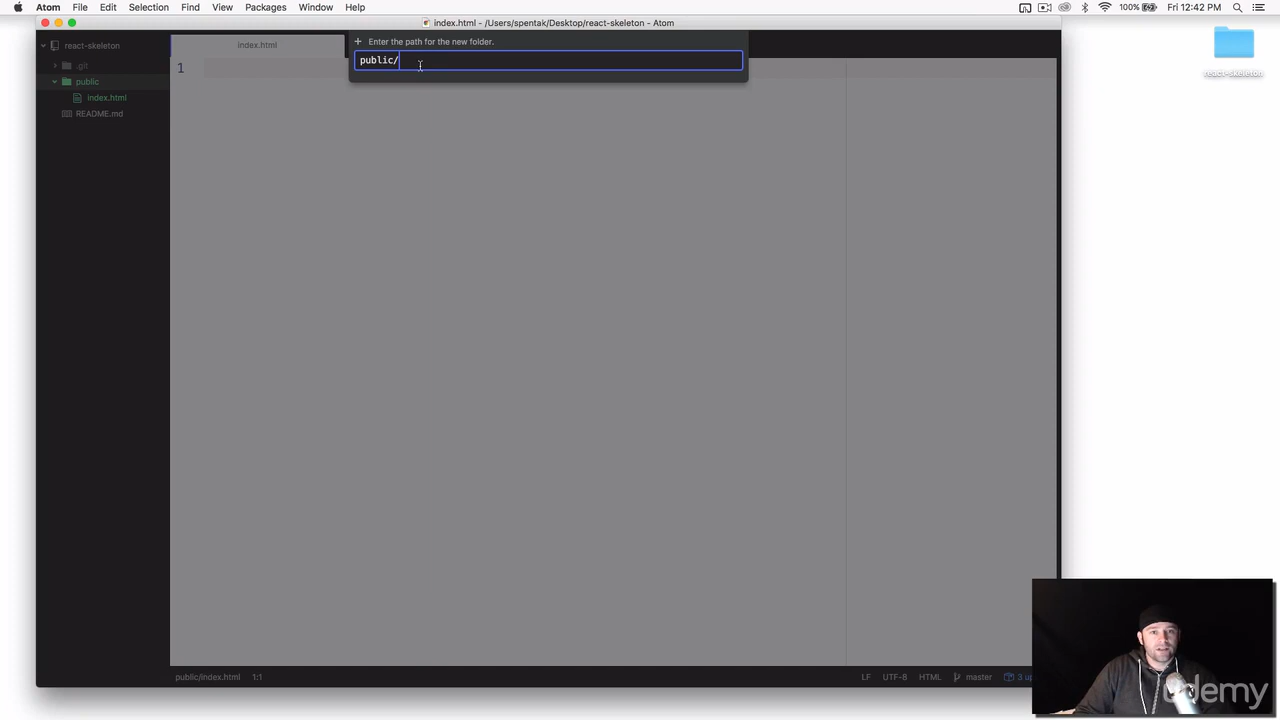 Atom File Edit Selection Find View Packages Window Help 100% Fri 12:42 PM
index.html - /Users/spentak/Desktop/react-skeleton - Atom
react-skeleton
index.html
Enter the path for the new folder.
public/
.git
public
index.html
README.md
1
react-skeleton
public/index.html 1:1 LF UTF-8 HTML master 3 up
udemy